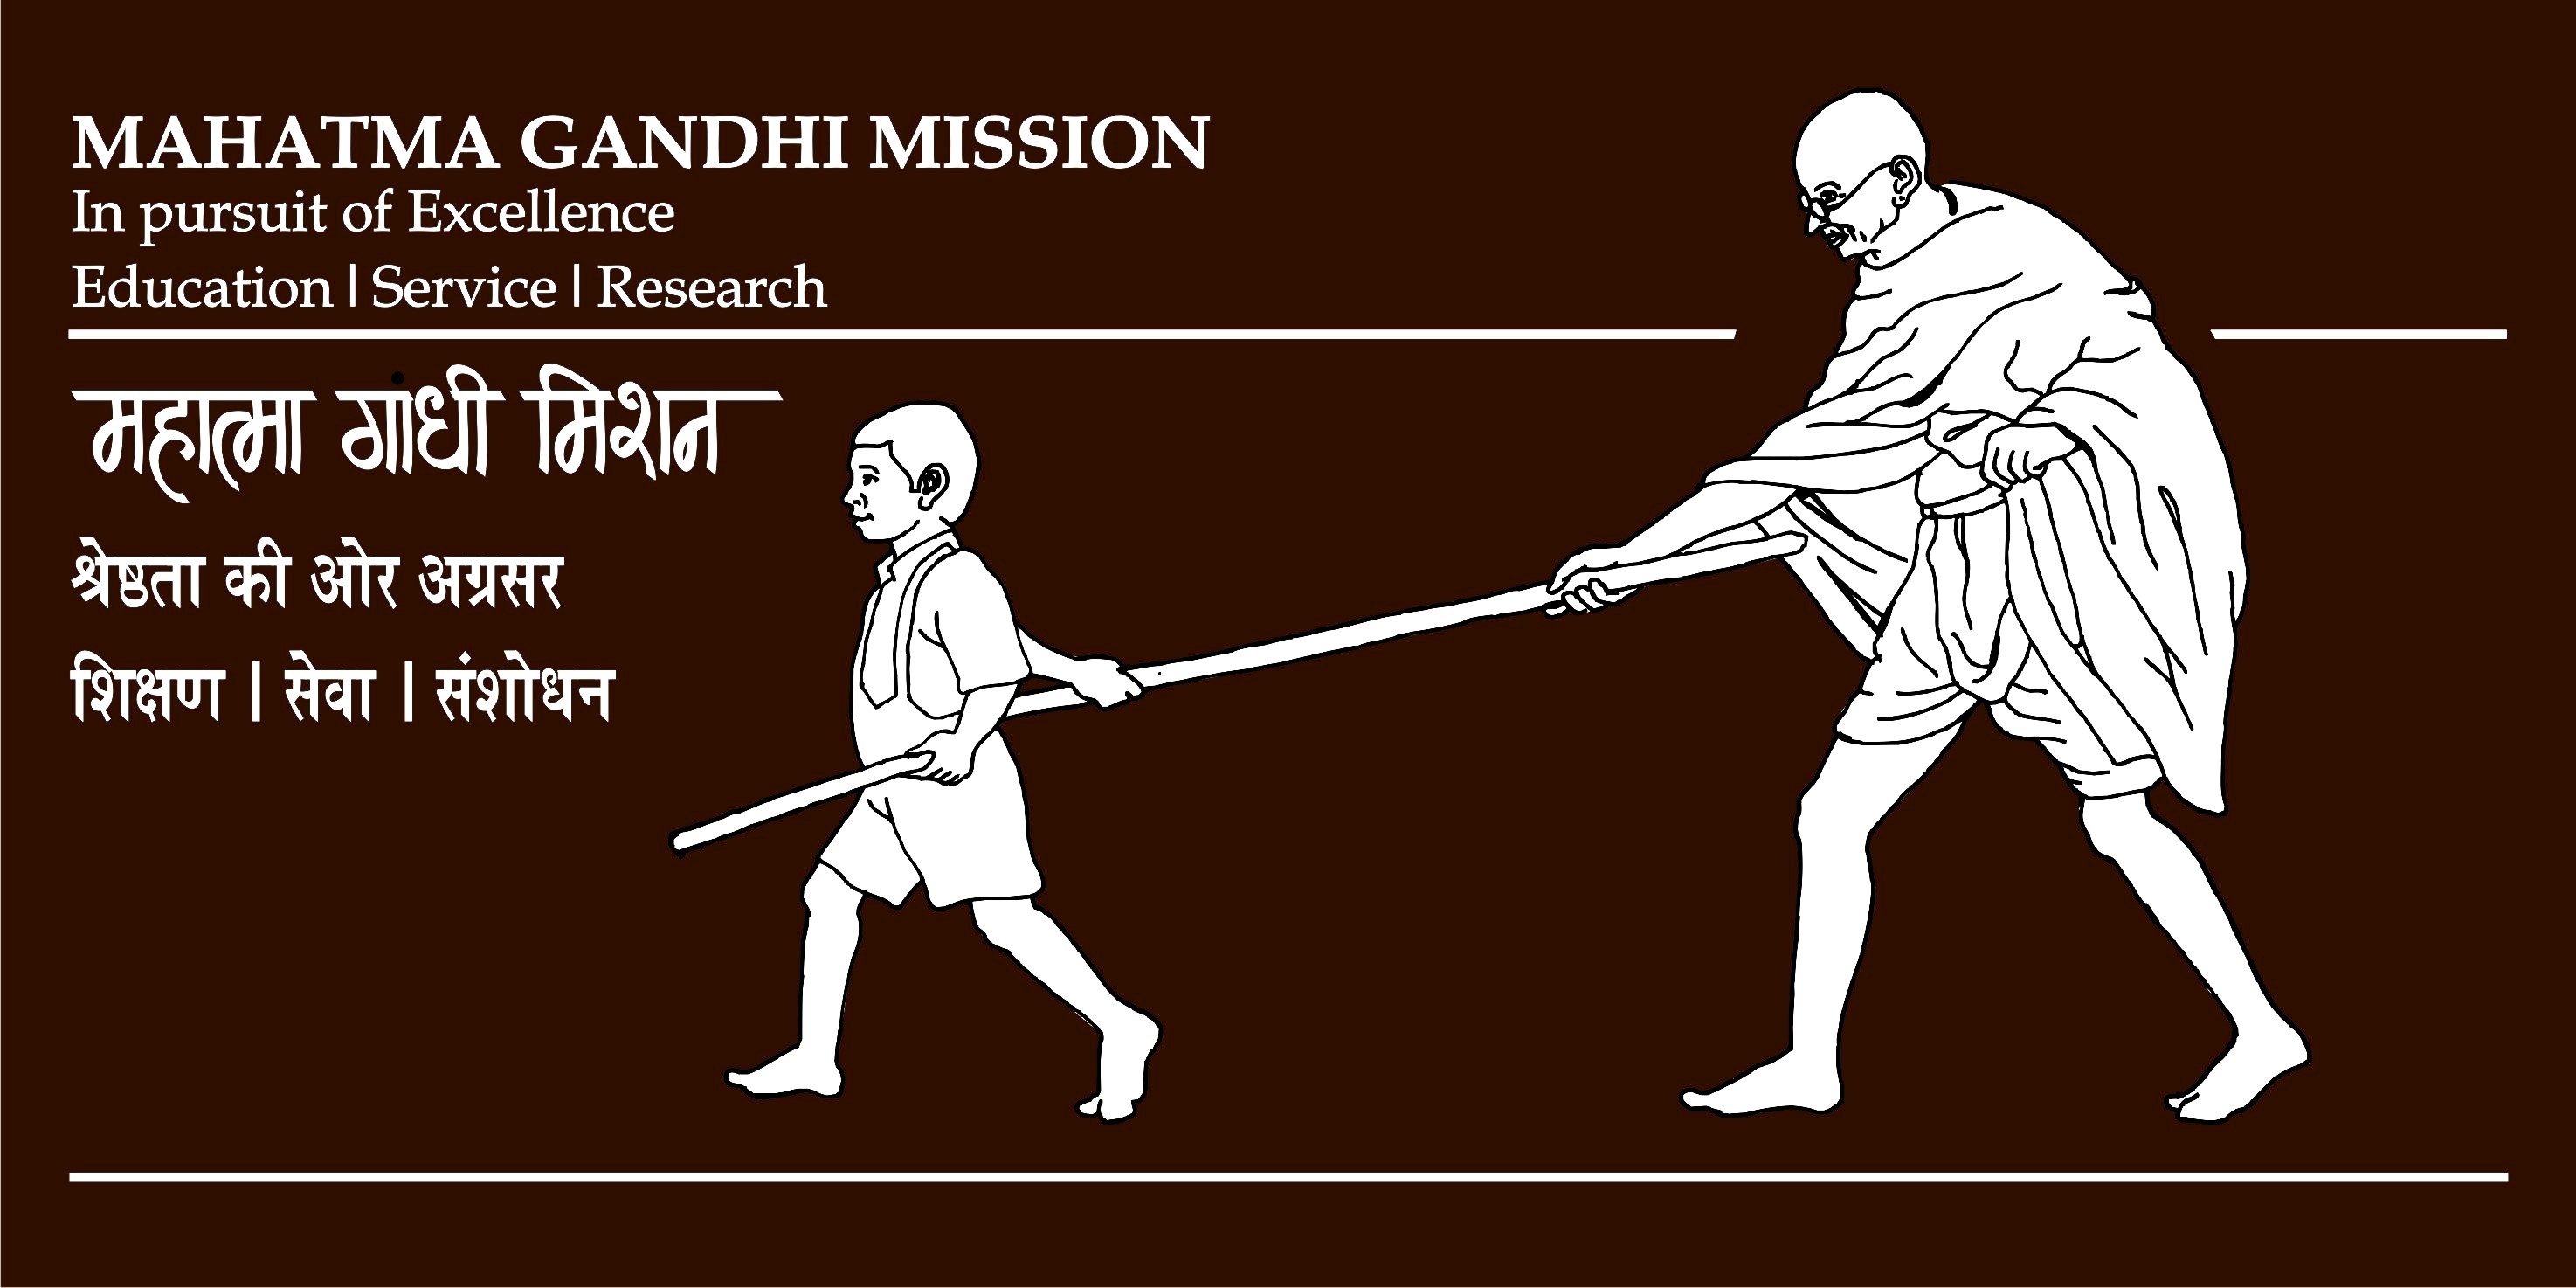 MAHATMA GANDHI MISSION
In pursuit of Excellence
Education | Service | Research
महात्मा गांधी मिशन
श्रेष्ठता की ओर अग्रसर
शिक्षण | सेवा | संशोधन